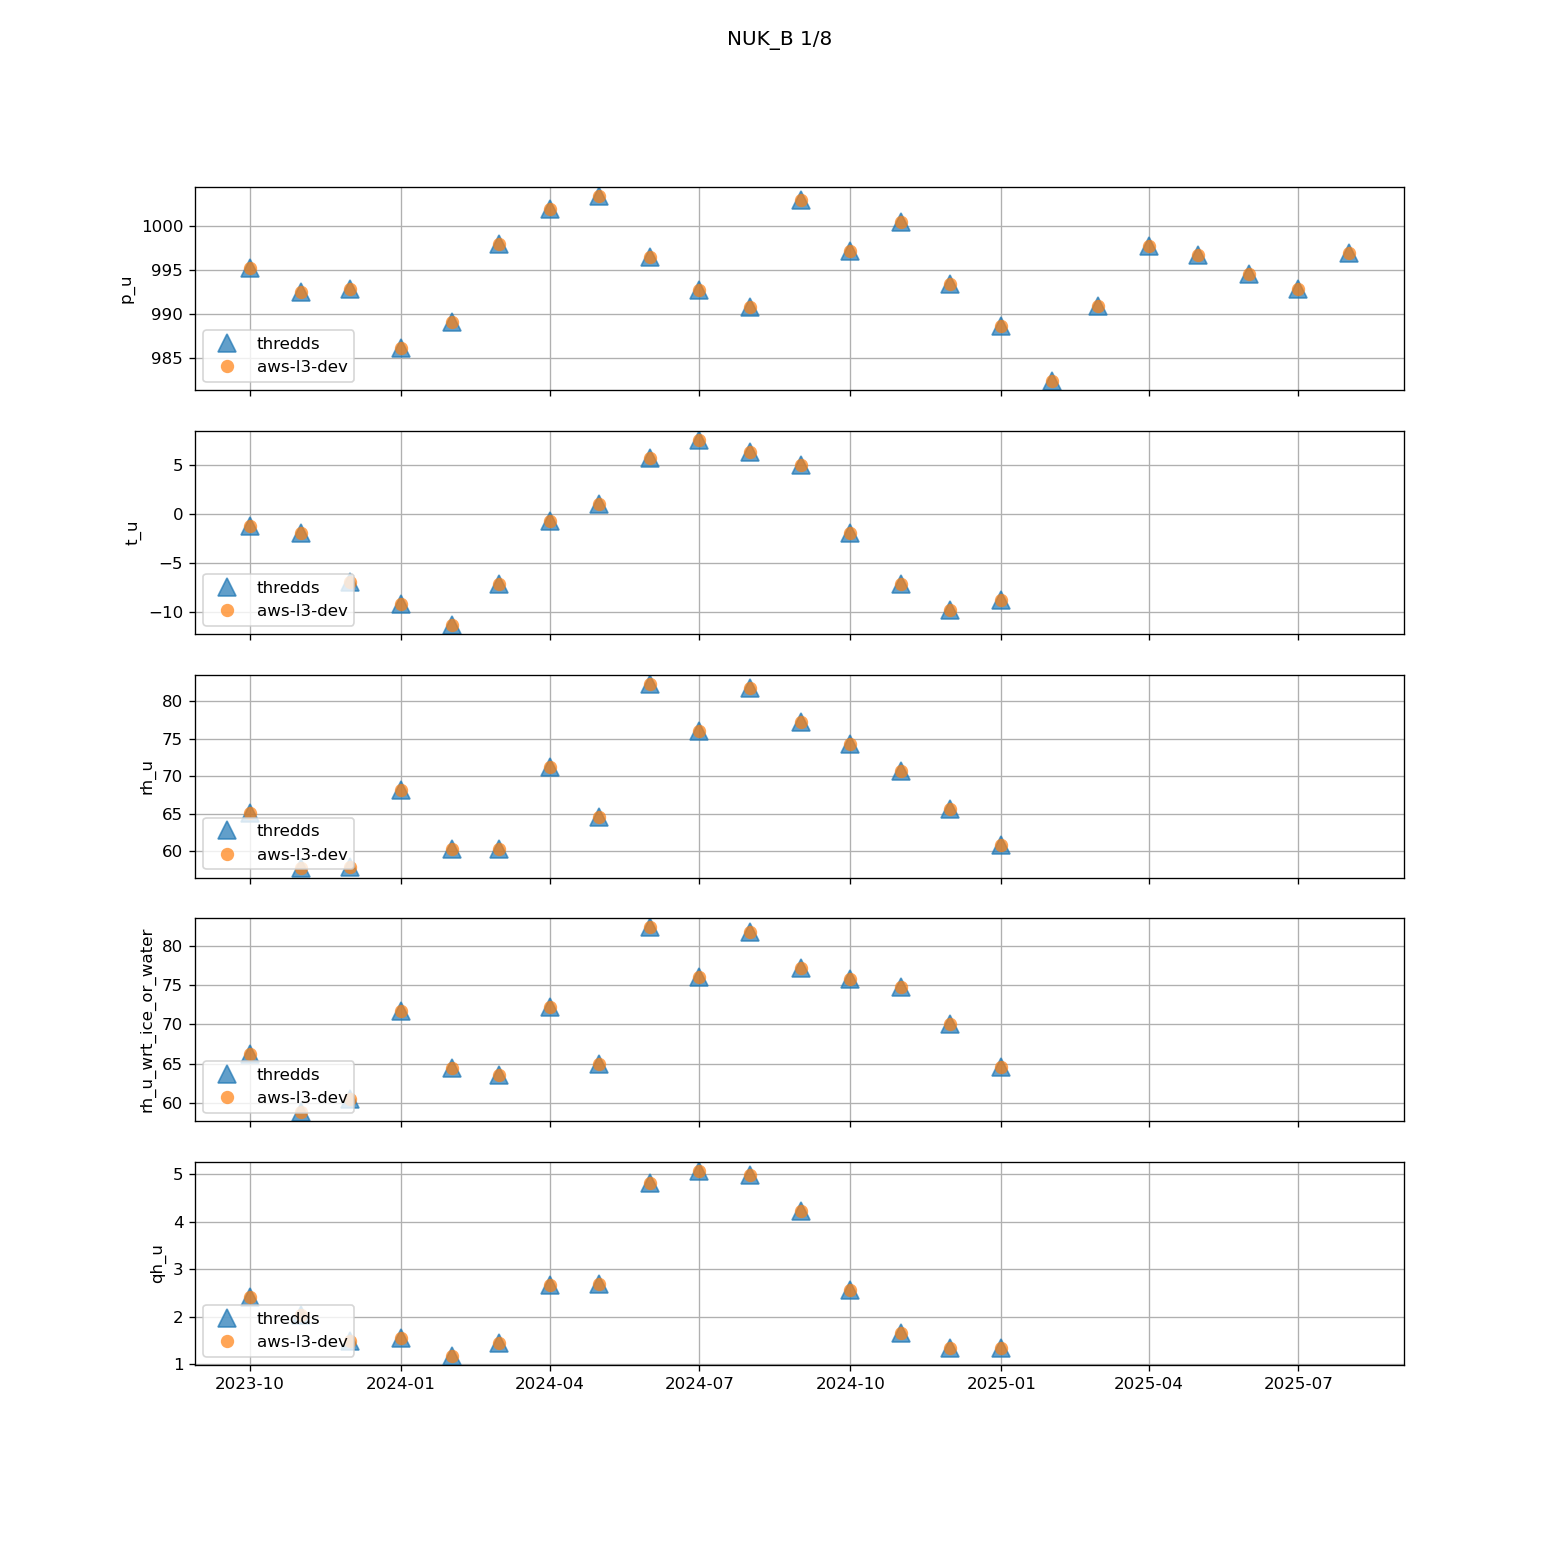 NUK_B 1/8
1000
995
990
985
p_u
thredds
aws-l3-dev
5
0
−5
−10
t_u
thredds
aws-l3-dev
80
75
70
65
60
rh_u
thredds
aws-l3-dev
80
75
70
65
60
rh_u_wrt_ice_or_water
thredds
aws-l3-dev
5
4
3
2
1
qh_u
thredds
aws-l3-dev
2023-10 2024-01 2024-04 2024-07 2024-10 2025-01 2025-04 2025-07